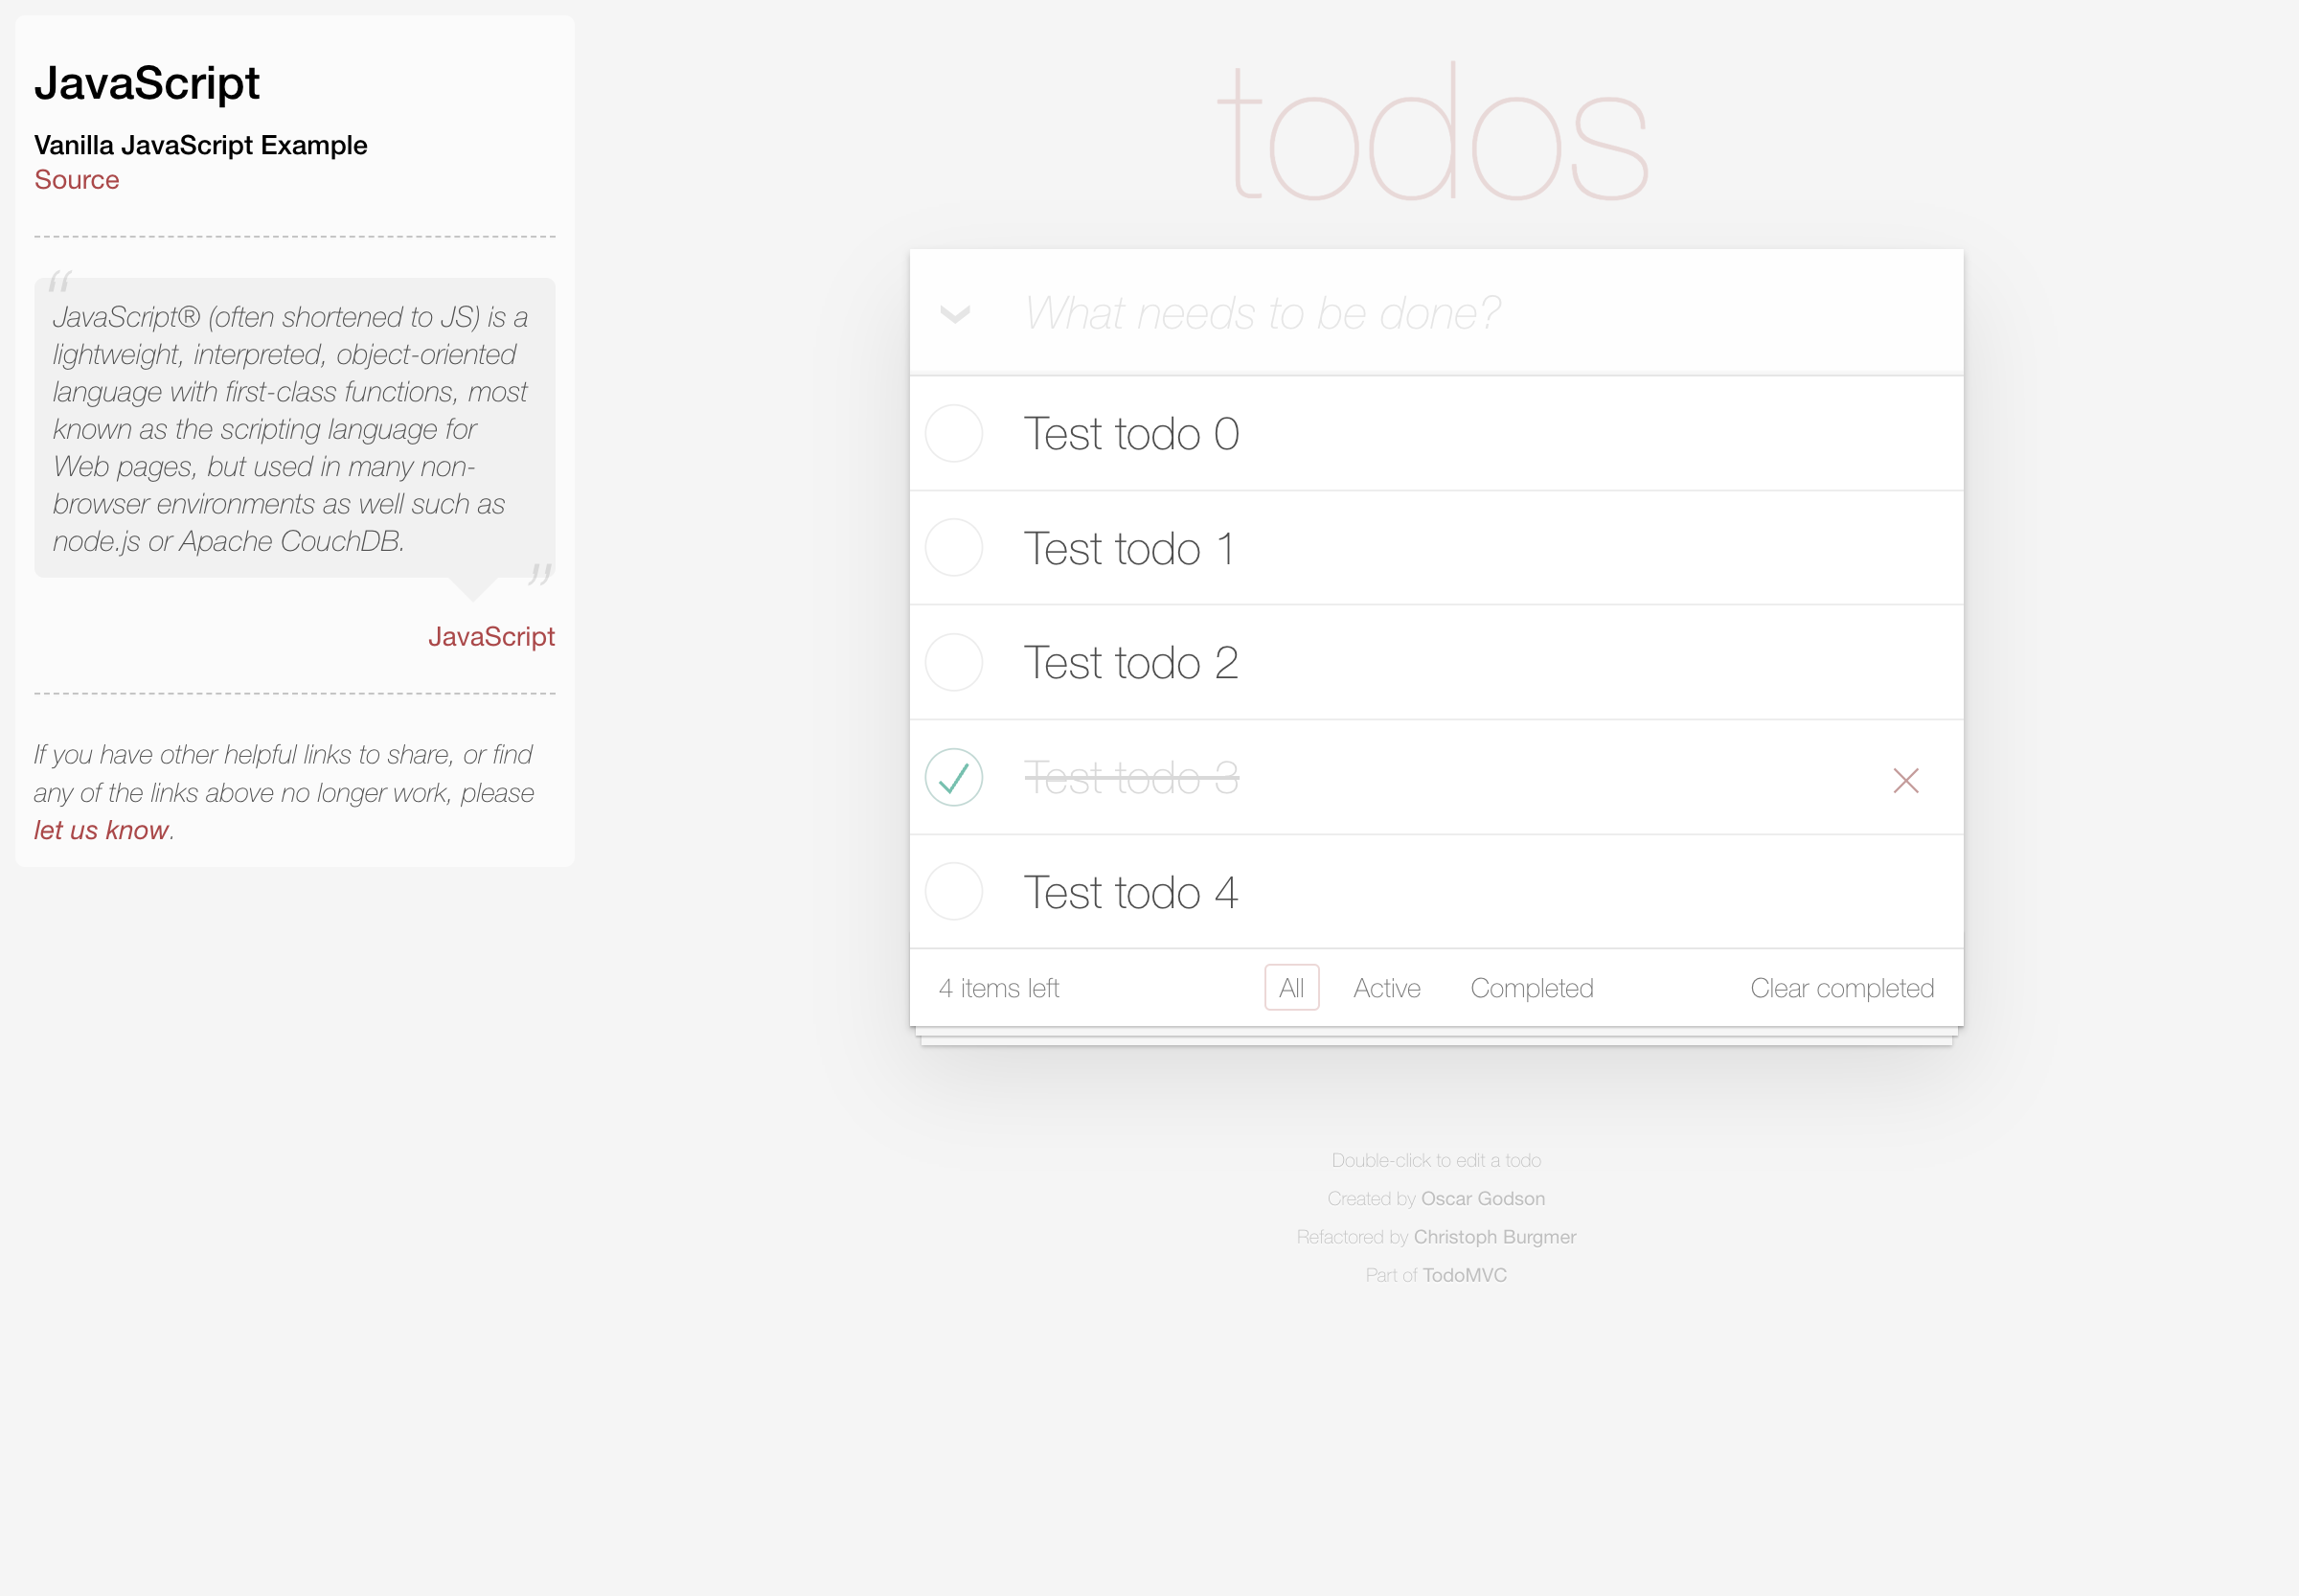 JavaScript
Vanilla JavaScript Example
Source
“
JavaScript® (often shortened to JS) is a
lightweight, interpreted, object-oriented
language with first-class functions, most
known as the scripting language for
Web pages, but used in many non-
browser environments as well such as
node.js or Apache CouchDB.
”
JavaScript
If you have other helpful links to share, or find
any of the links above no longer work, please
let us know.
todos
What needs to be done?
Test todo 0
Test todo 1
Test todo 2
Test todo 3
Test todo 4
4 items left All Active Completed Clear completed
Double-click to edit a todo
Created by Oscar Godson
Refactored by Christoph Burgmer
Part of TodoMVC